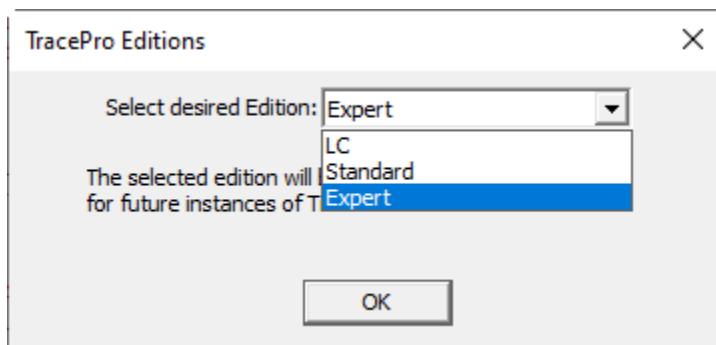 TracePro Editions
Select desired Edition: Expert
LC
Standard
Expert
The selected edition will
for future instances of
OK